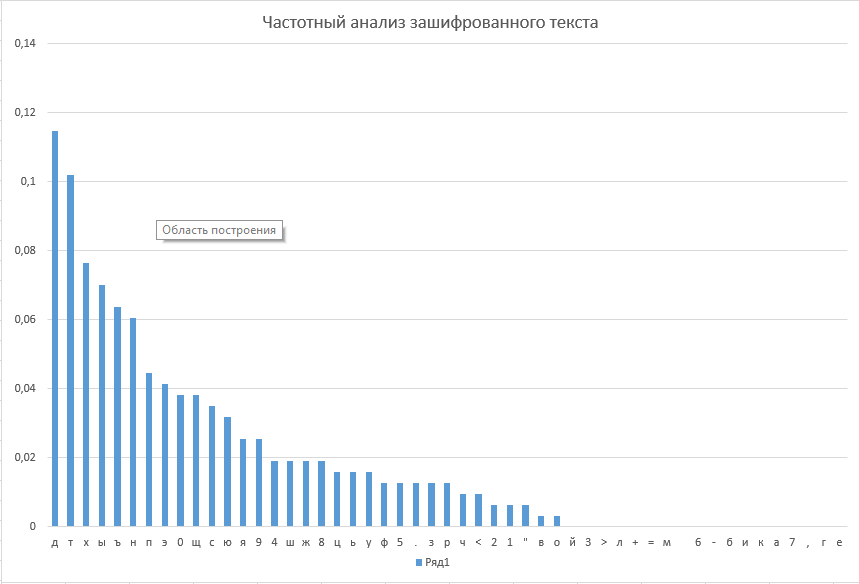 Частотный анализ зашифрованного текста
0,14
0,12
0,1
Область построения
0,08
0,06
0,04
0,02
0
д т х ы ъ н п э 0 щ с ю я 9 4 ш ж 8 ц ь у ф 5 . з р ч < 2 1 " в о й 3 > л + = м 6 - б и к а 7 , г е
Ряд1